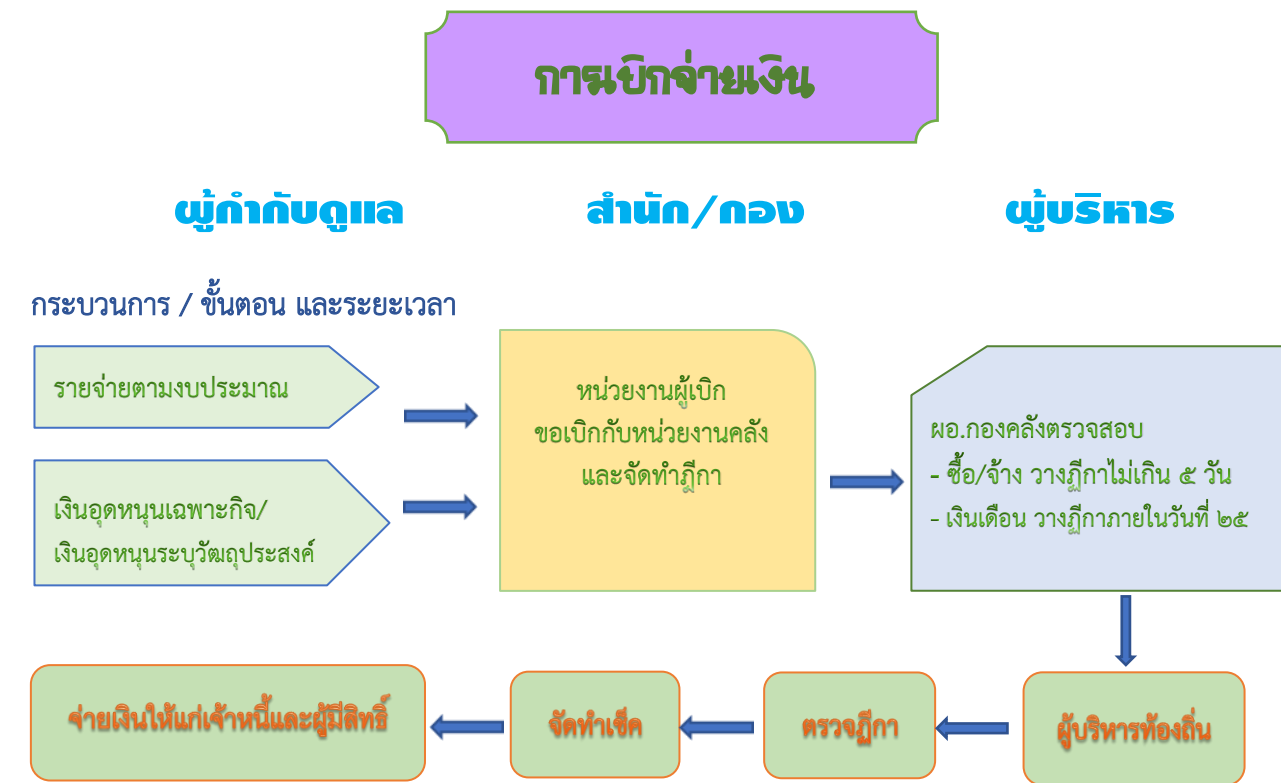 การเบิกจ่ายเงิน
ผู้กำกับดูแล
สำนัก/กอง
ผู้บริหาร
กระบวนการ / ขั้นตอน และระยะเวลา
รายจ่ายตามงบประมาณ
เงินอุดหนุนเฉพาะกิจ/
เงินอุดหนุนระบุวัฒถุประสงค์
หน่วยงานผู้เบิก
ขอเบิกกับหน่วยงานคลัง
และจัดทำฎีกา
ผอ.กองคลังตรวจสอบ
- ซื้อ/จ้าง วางฎีกาไม่เกิน ๕ วัน
- เงินเดือน วางฎีกาภายในวันที่ ๒๕
ผู้บริหารท้องถิ่น
ตรวจฎีกา
จัดทำเช็ค
จ่ายเงินให้แก่เจ้าหนี้และผู้มีสิทธิ์